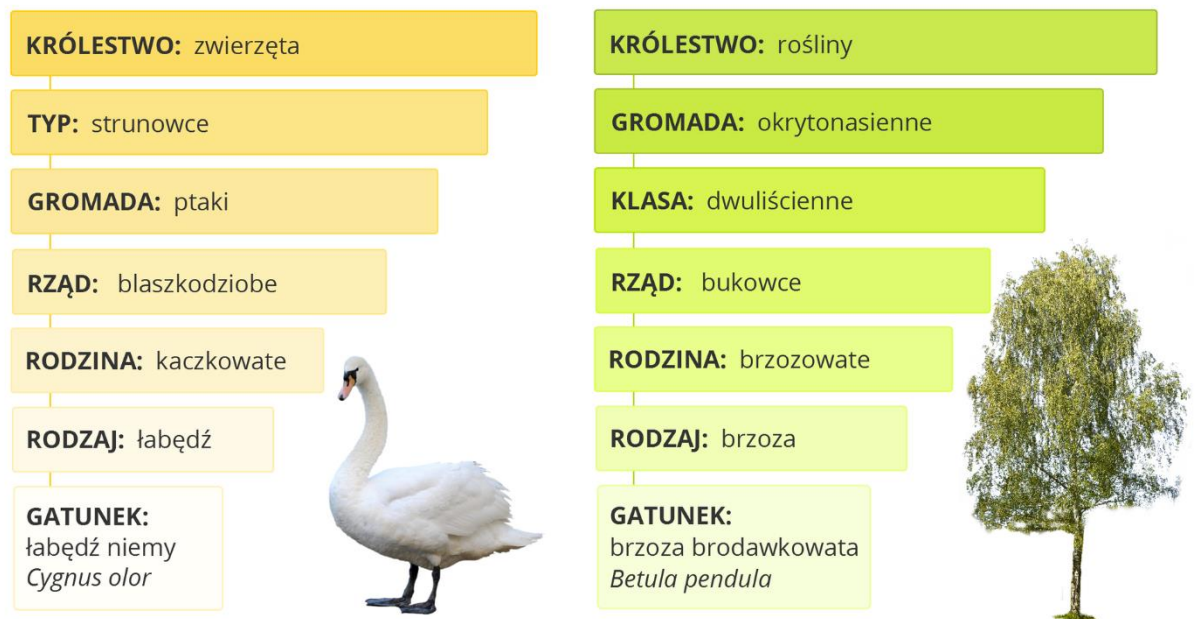 KRÓLESTWO: zwierzęta
TYP: strunowce
GROMADA: ptaki
RZĄD: blaszkodziobe
RODZINA: kaczkowate
RODZAJ: łabędź
GATUNEK:
łabędź niemy
Cygnus olor
KRÓLESTWO: rośliny
GROMADA: okrytonasienne
KLASA: dwuliścienne
RZĄD: bukowce
RODZINA: brzozowate
RODZAJ: brzoza
GATUNEK:
brzoza brodawkowata
Betula pendula